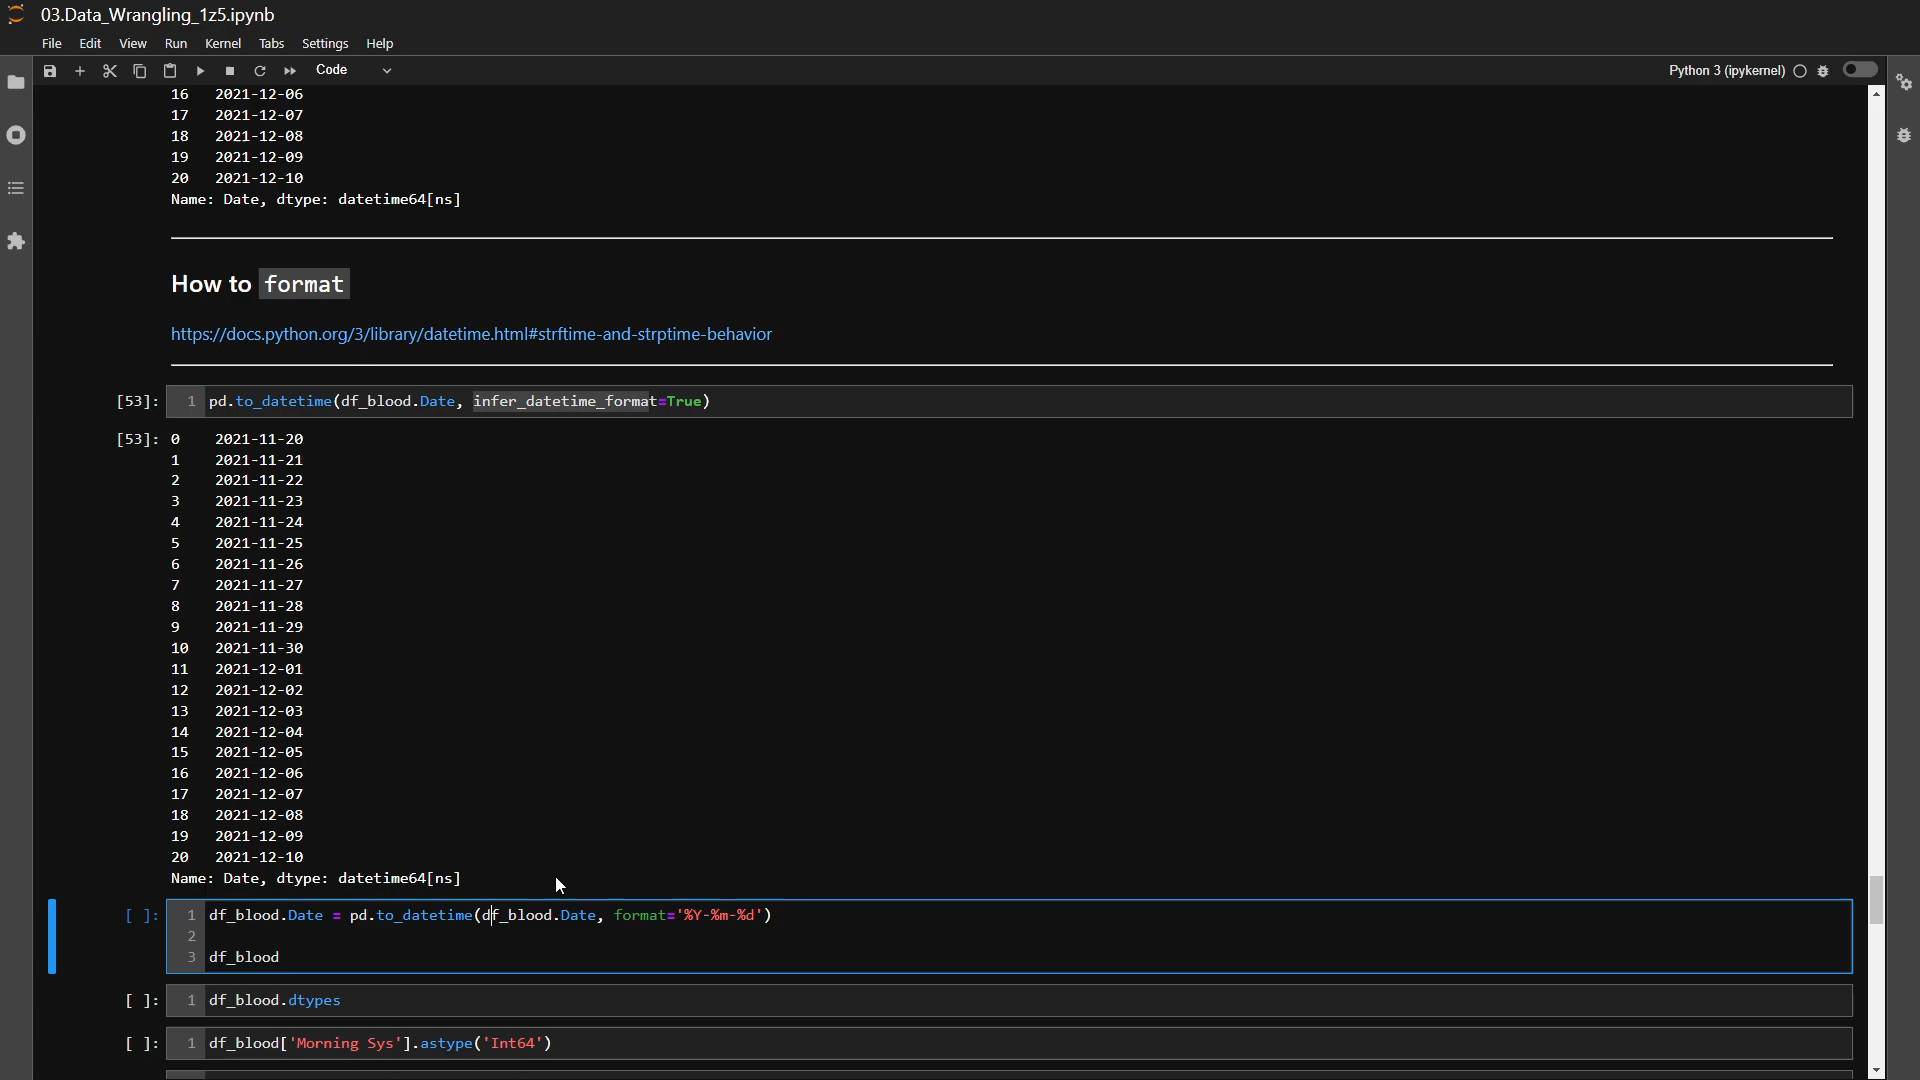 03.Data_Wrangling_1z5.ipynb
File Edit View Run Kernel Tabs Settings Help
Code Python 3 (ipykernel)
16 2021-12-06
17 2021-12-07
18 2021-12-08
19 2021-12-09
20 2021-12-10
Name: Date, dtype: datetime64[ns]
How to format
https://docs.python.org/3/library/datetime.html#strftime-and-strptime-behavior
[53]: 1 pd.to_datetime(df_blood.Date, infer_datetime_format=True)
[53]: 0 2021-11-20
1 2021-11-21
2 2021-11-22
3 2021-11-23
4 2021-11-24
5 2021-11-25
6 2021-11-26
7 2021-11-27
8 2021-11-28
9 2021-11-29
10 2021-11-30
11 2021-12-01
12 2021-12-02
13 2021-12-03
14 2021-12-04
15 2021-12-05
16 2021-12-06
17 2021-12-07
18 2021-12-08
19 2021-12-09
20 2021-12-10
Name: Date, dtype: datetime64[ns]
[ ]: 1 df_blood.Date = pd.to_datetime(df_blood.Date, format='%Y-%m-%d')
2
3 df_blood
[ ]: 1 df_blood.dtypes
[ ]: 1 df_blood['Morning Sys'].astype('Int64')